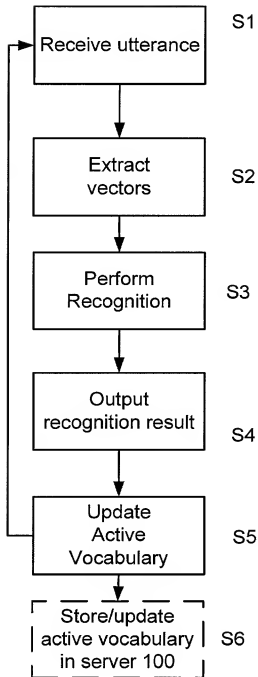 Receive utterance
S1
Extract
vectors
S2
Perform
Recognition
S3
Output
recognition result
S4
Update
Active
Vocabulary
S5
Store/update
active vocabulary
in server 100
S6